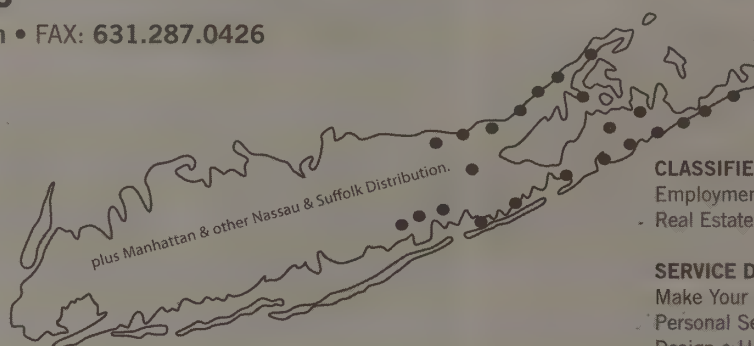 • FAX: 631.287.0426
plus Manhattan & other Nassau & Suffolk Distribution.
CLASSIFIE
Employmen
Real Estate
SERVICE D
Make Your
Personal Se